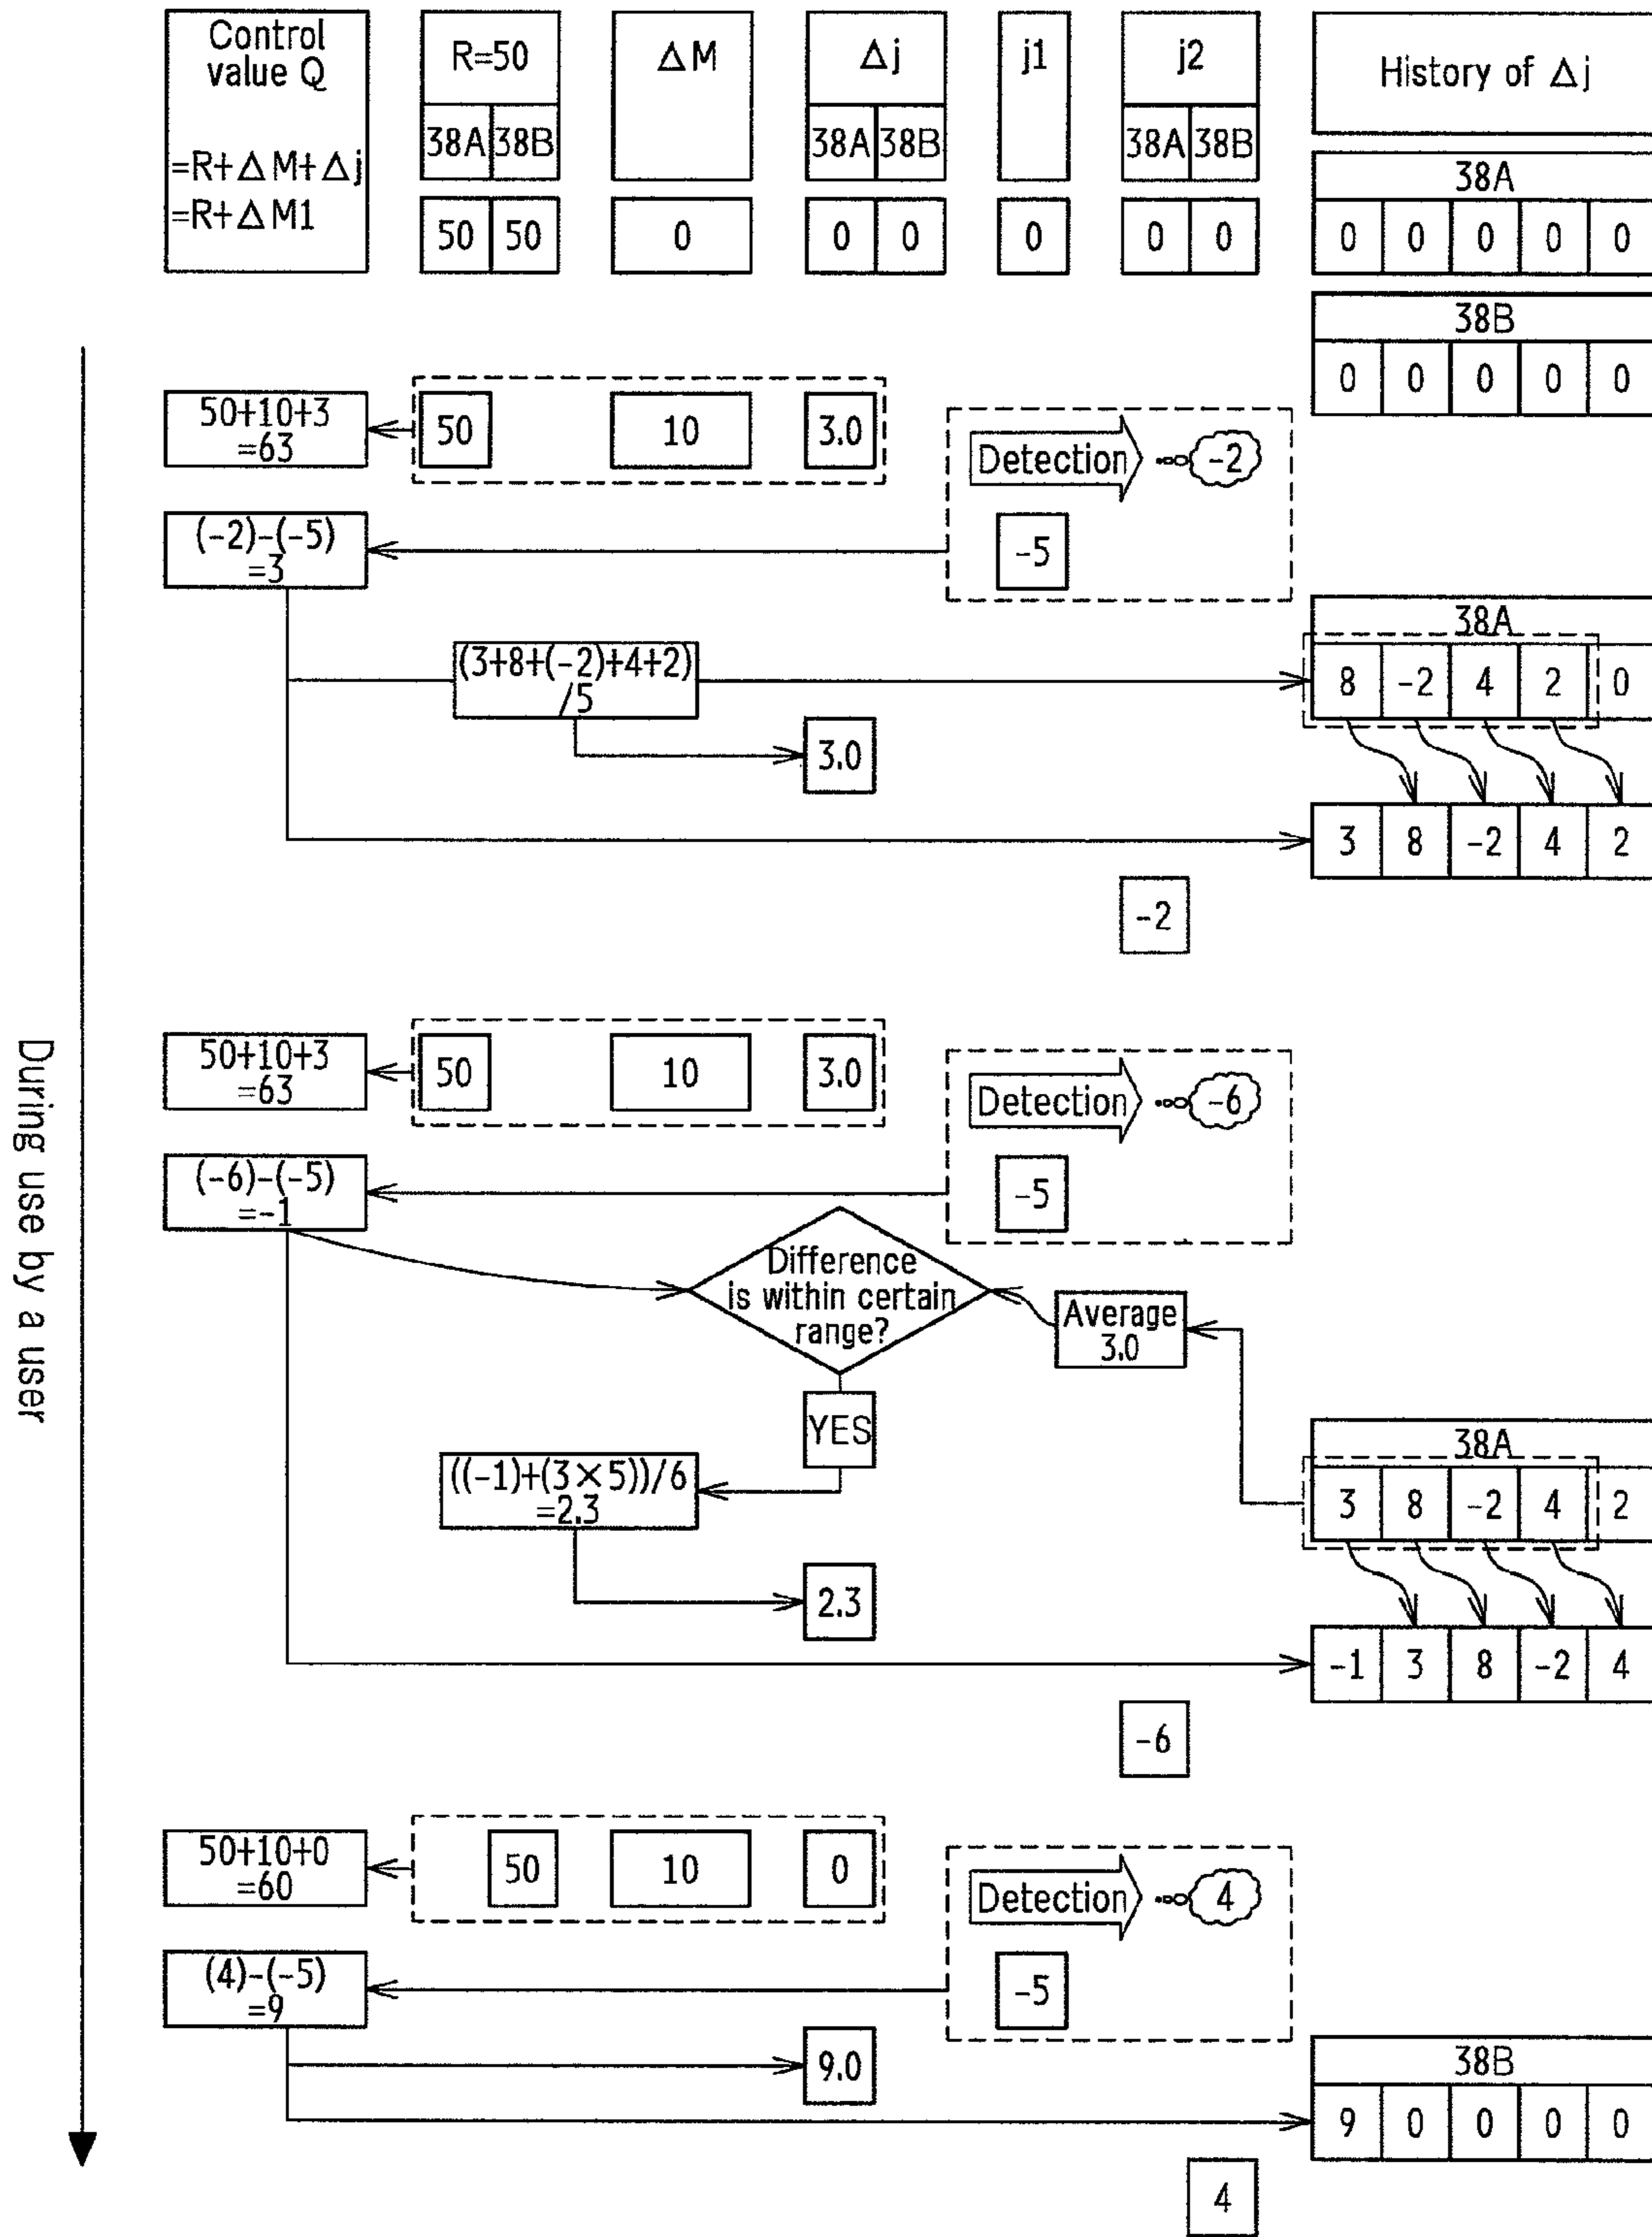 Control
value Q
=R+ΔM+Δj
=R+ΔM1
R=50
38A 38B
50 50
ΔM
0
Δj
38A 38B
0 0
j1
0
j2
38A 38B
0 0
History of Δj
38A
0 0 0 0 0
38B
0 0 0 0 0
During use by a user
50+10+3
=63
50 10 3.0
Detection -2
(-2)-(-5)
=3
-5
(3+8+(-2)+4+2)
/5
3.0
38A
8 -2 4 2 0
3 8 -2 4 2
-2
50+10+3
=63
50 10 3.0
Detection -6
(-6)-(-5)
=-1
-5
Difference
is within certain
range?
Average
3.0
YES
((-1)+(3×5))/6
=2.3
2.3
38A
3 8 -2 4 2
-1 3 8 -2 4
-6
50+10+0
=60
50 10 0
Detection 4
(4)-(-5)
=9
-5
9.0
38B
9 0 0 0 0
4